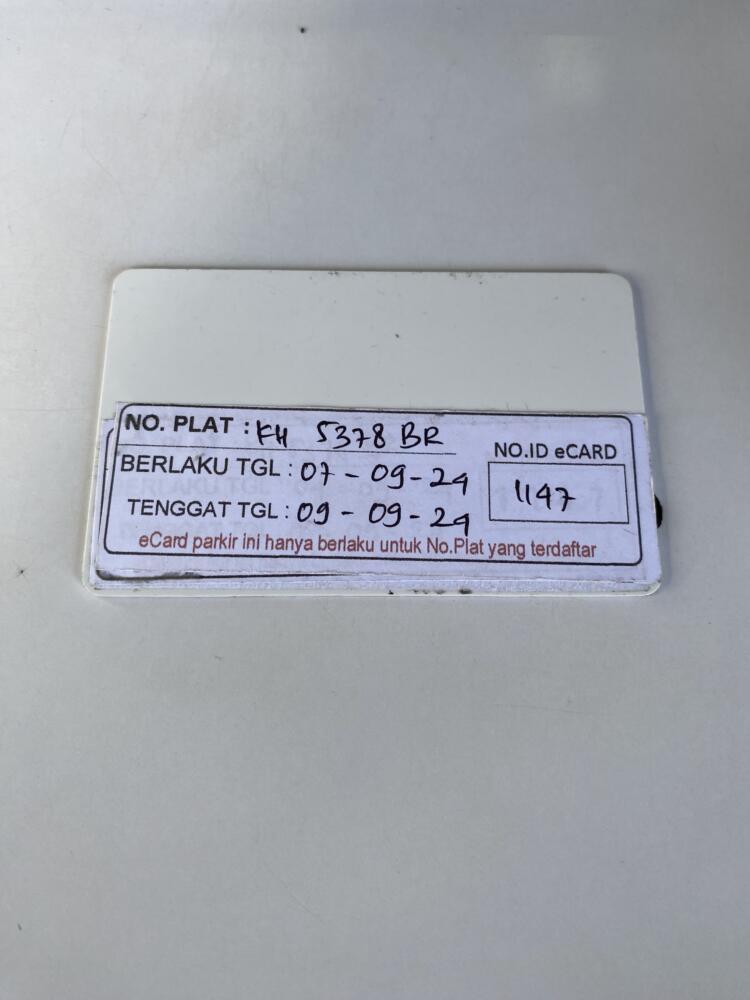 NO. PLAT : KH 5378 BR
BERLAKU TGL : 07 - 09 - 24
TENGGAT TGL : 09 - 09 - 24
NO.ID eCARD
1147
eCard parkir ini hanya berlaku untuk No.Plat yang terdaftar